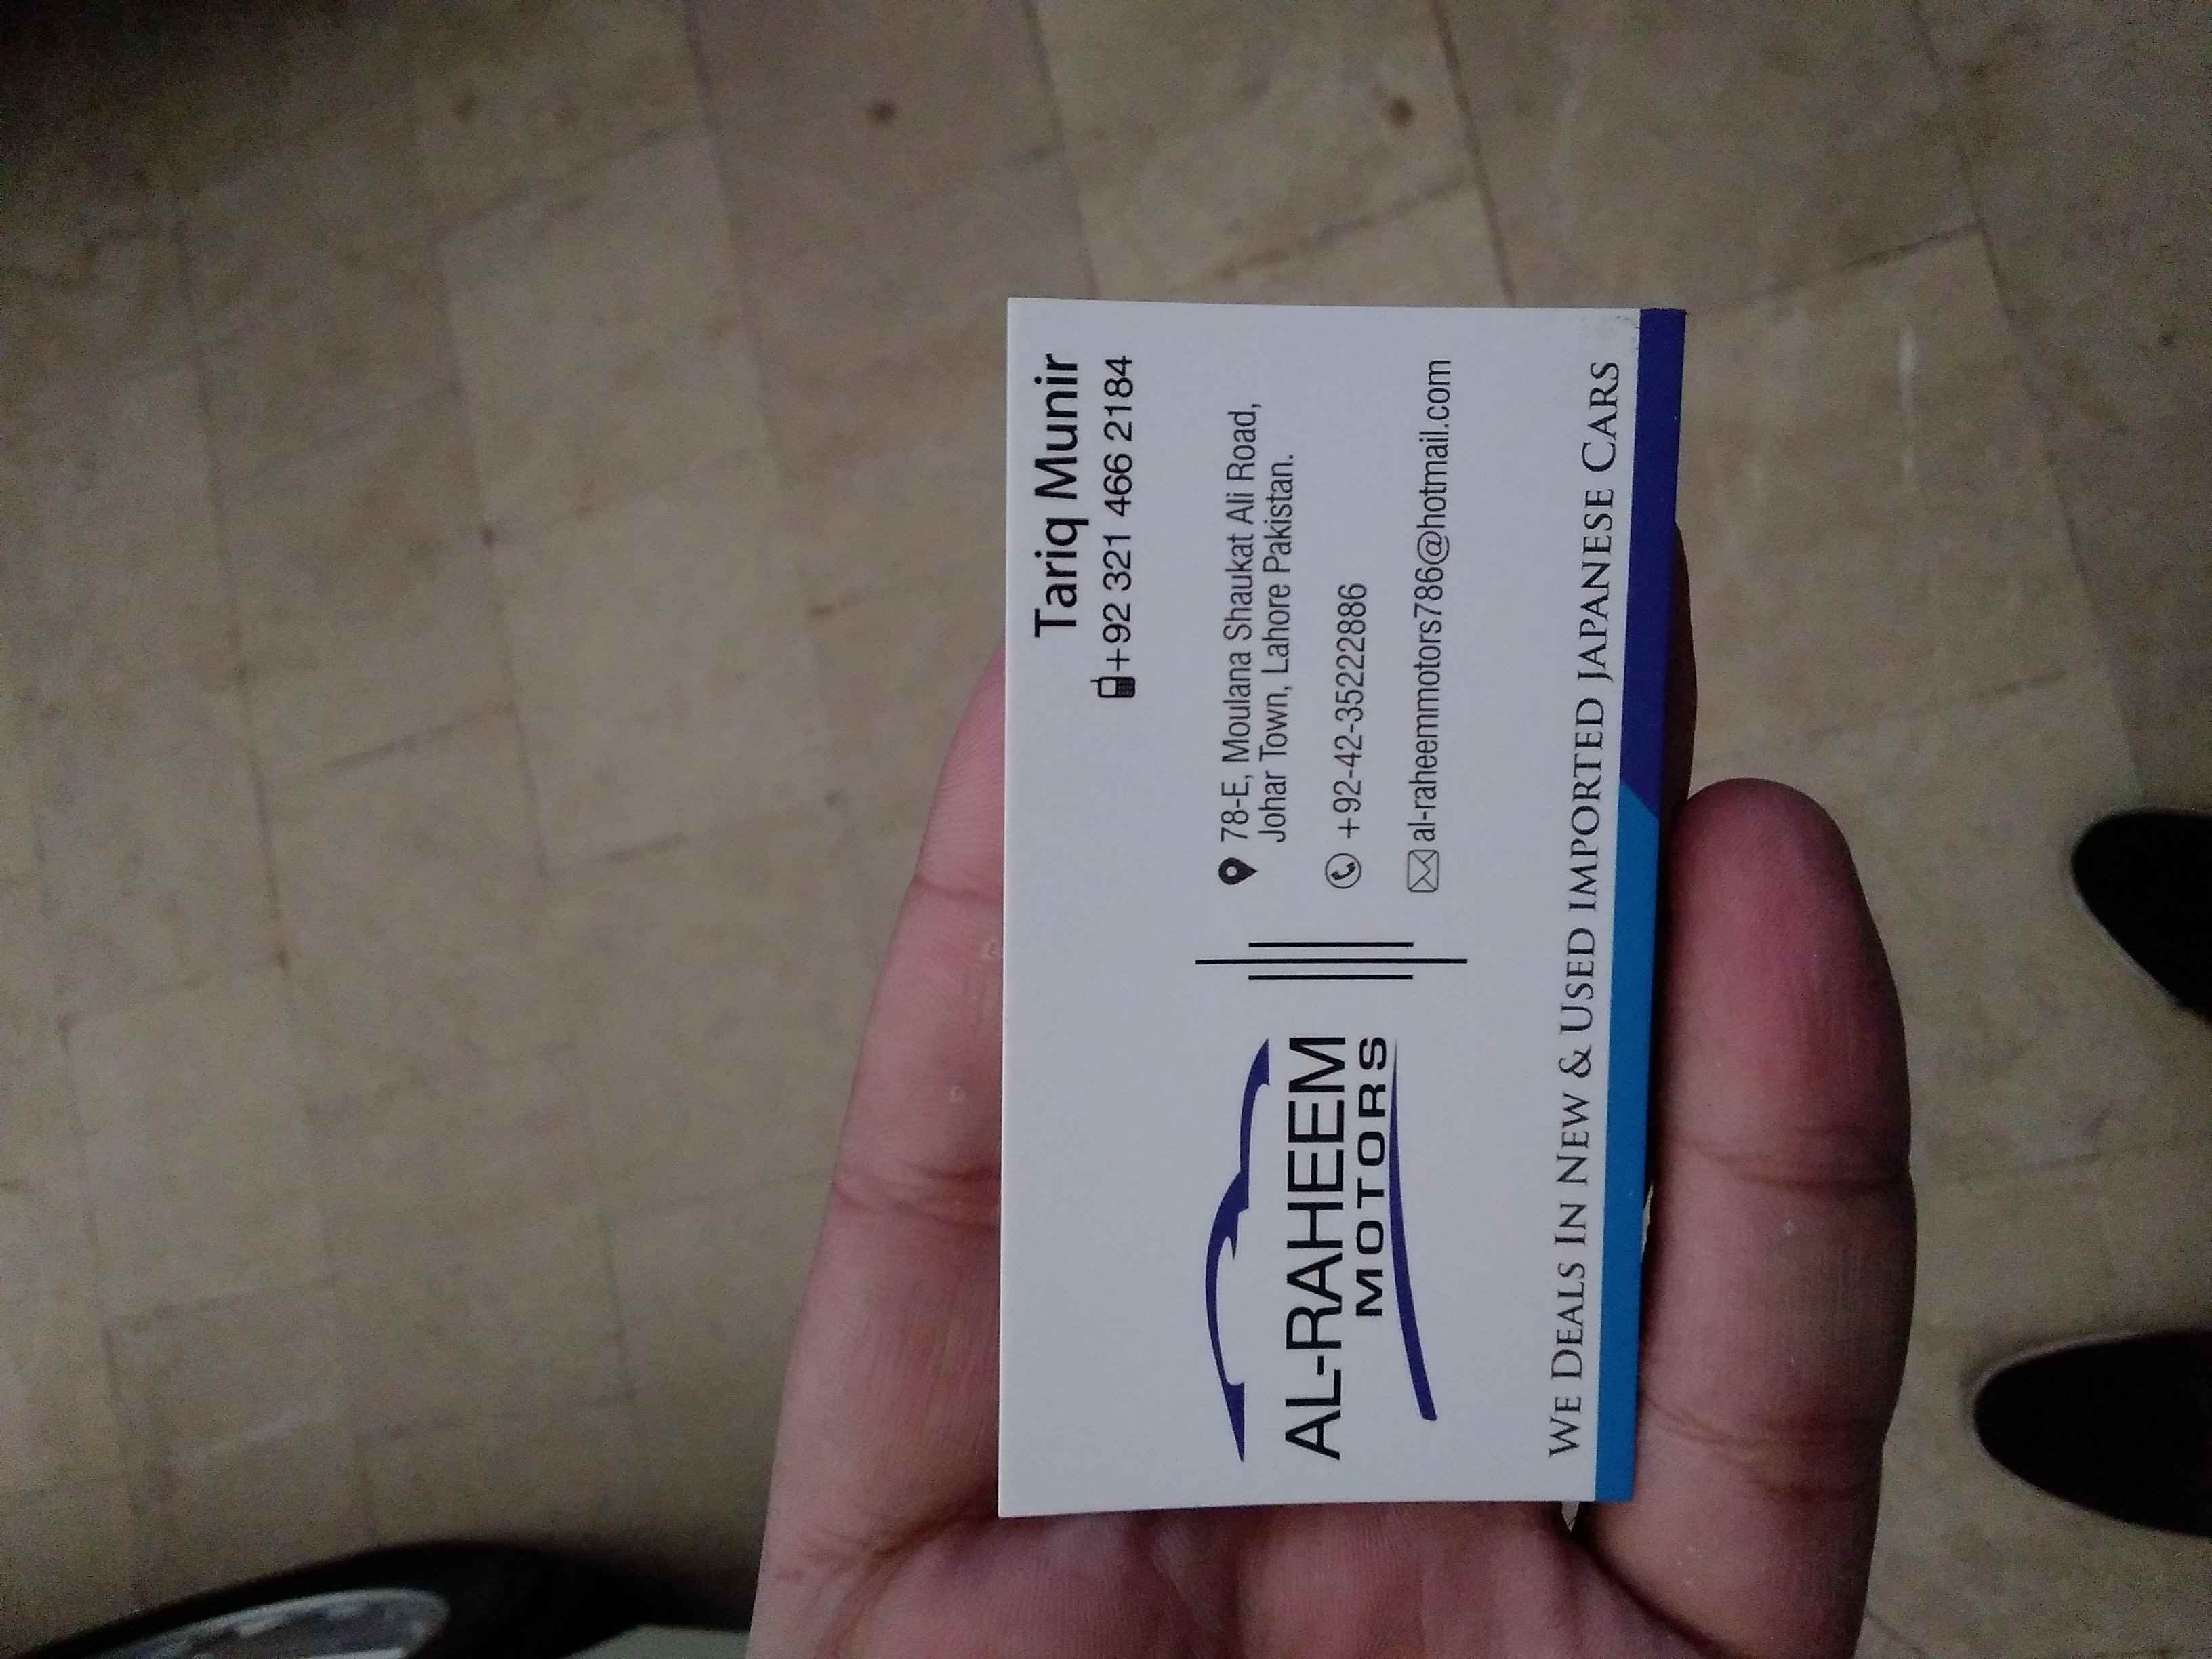 Tariq Munir
+92 321 466 2184
AL-RAHEEM
MOTORS
78-E, Moulana Shaukat Ali Road,
Johar Town, Lahore Pakistan.
+92-42-35222886
al-raheemmotors786@hotmail.com
WE DEALS IN NEW & USED IMPORTED JAPANESE CARS